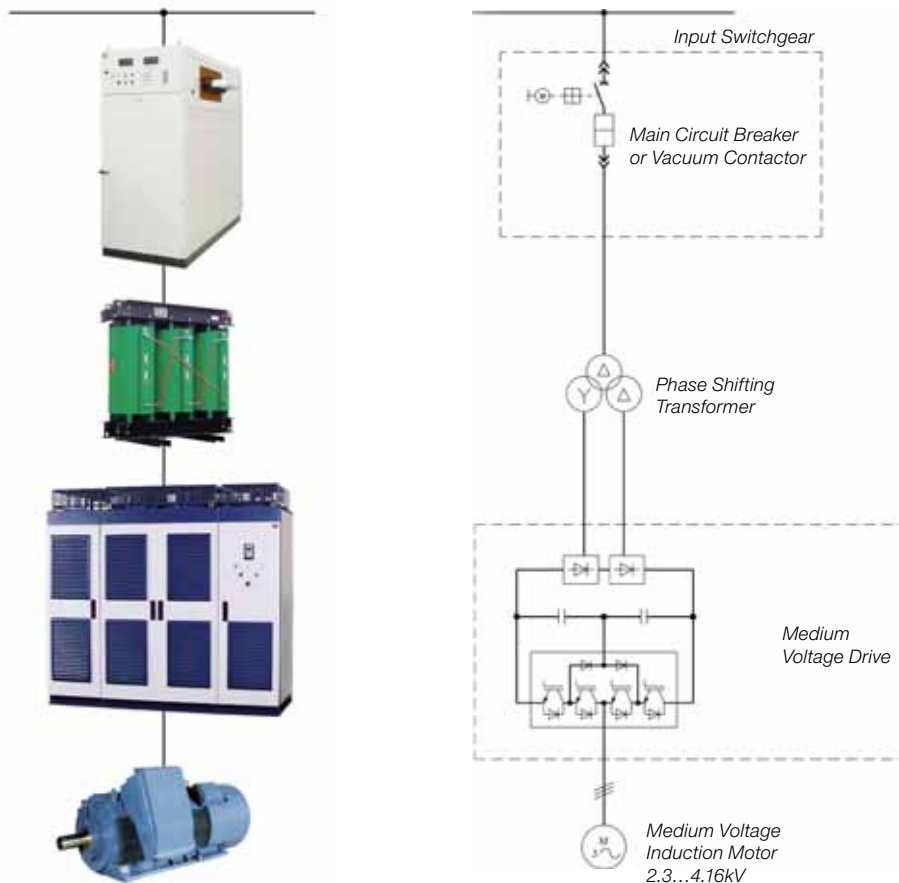 Input Switchgear
M
Main Circuit Breaker
or Vacuum Contactor
Δ
Y
Δ
Phase Shifting
Transformer
Medium
Voltage Drive
M
3
Medium Voltage
Induction Motor
2.3...4.16kV